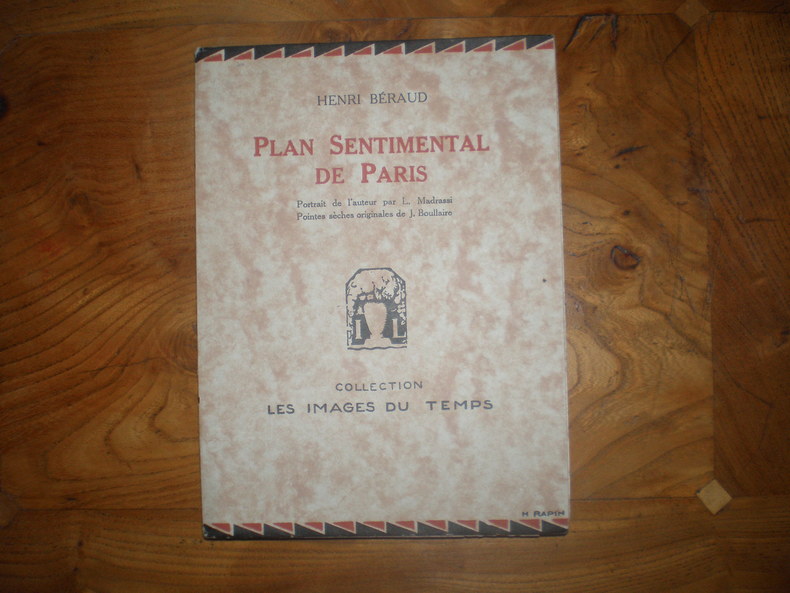 HENRI BÉRAUD
PLAN SENTIMENTAL
DE PARIS
Portrait de l'auteur par L. Madrassi
Pointes sèches originales de J. Boullaire
I L
COLLECTION
LES IMAGES DU TEMPS
H RAPIN